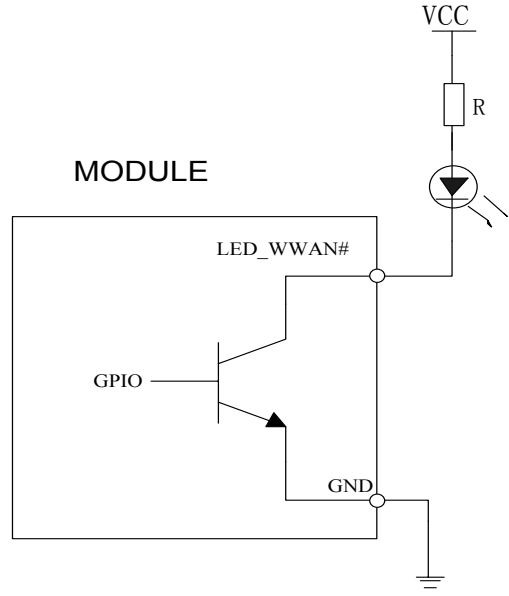 VCC
R
MODULE
LED_WWAN#
GPIO
GND